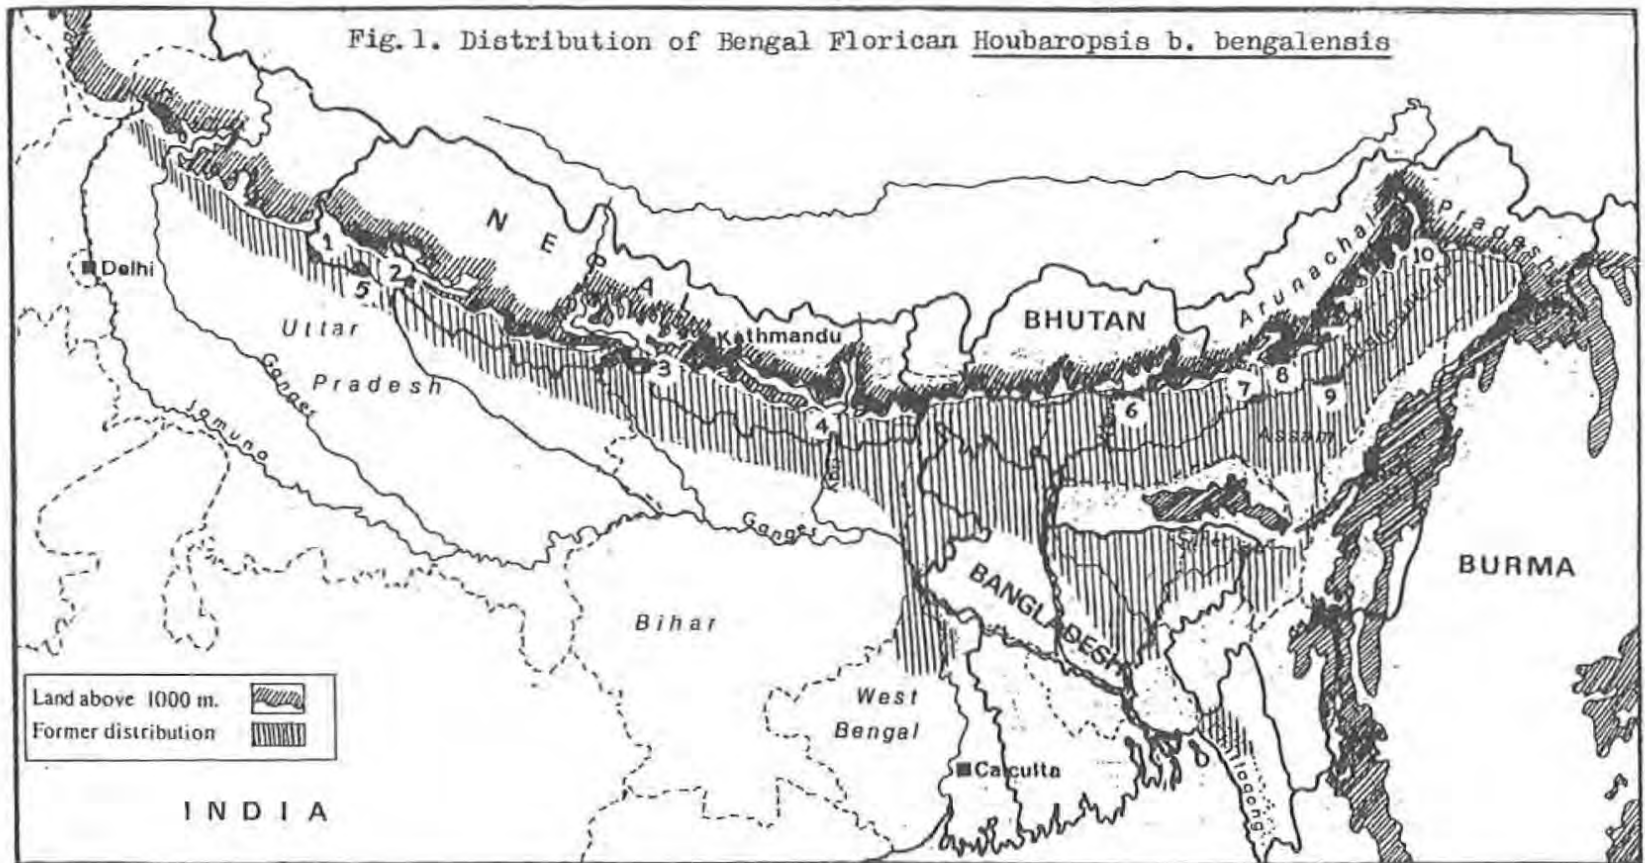 Fig. 1. Distribution of Bengal Florican Houbaropsis b. bengalensis
NEPAL
Arunachal Pradesh
10
1
Delhi
2
5
Uttar
Pradesh
Kathmandu
BHUTAN
3
7
8
4
6
9
Assam
Ganges
Jamuna
Kosi
Ganges
BANGLADESH
BURMA
Bihar
Land above 1000 m.
Former distribution
West
Bengal
Calcutta
INDIA